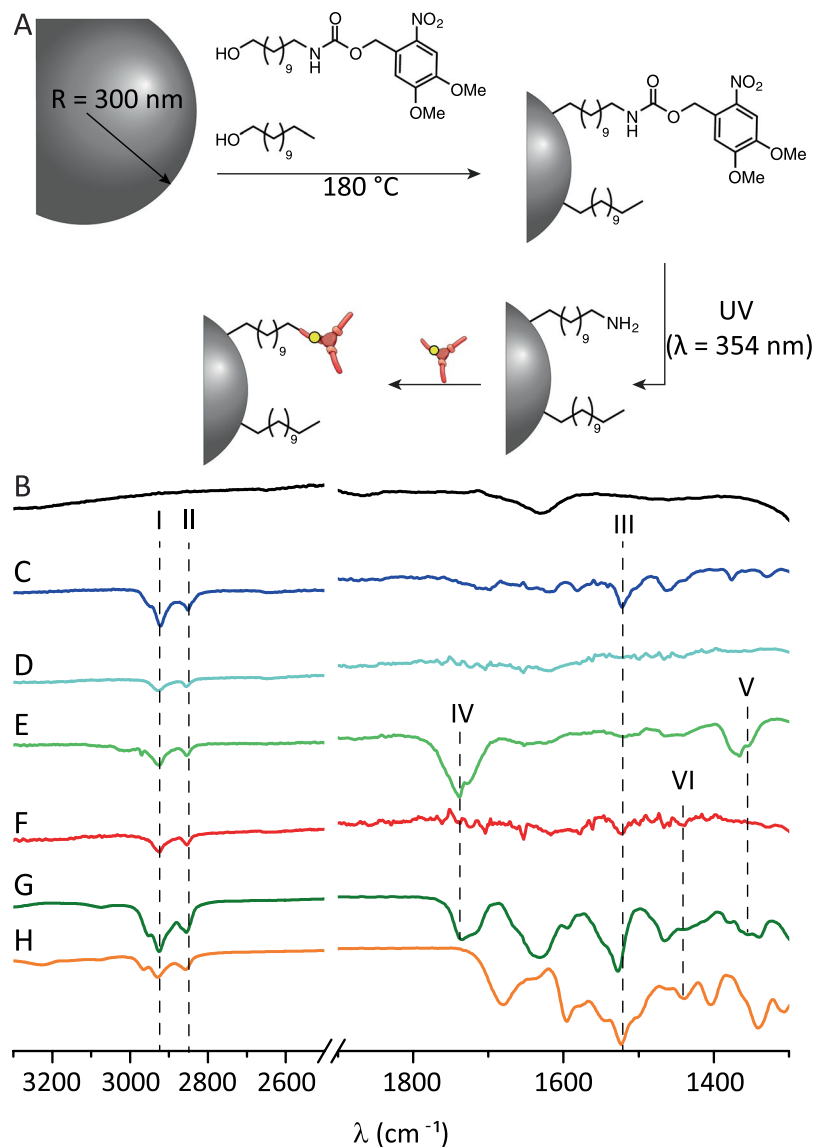 A
R = 300 nm
HO
9
N
H
O
O
NO2
OMe
OMe
HO
9
180 °C
9
N
H
O
O
NO2
OMe
OMe
9
UV
(λ = 354 nm)
9
NH2
9
9
9
B
I
II
III
C
D
IV
V
E
VI
F
G
H
3200
3000
2800
2600
1800
1600
1400
λ (cm -1)